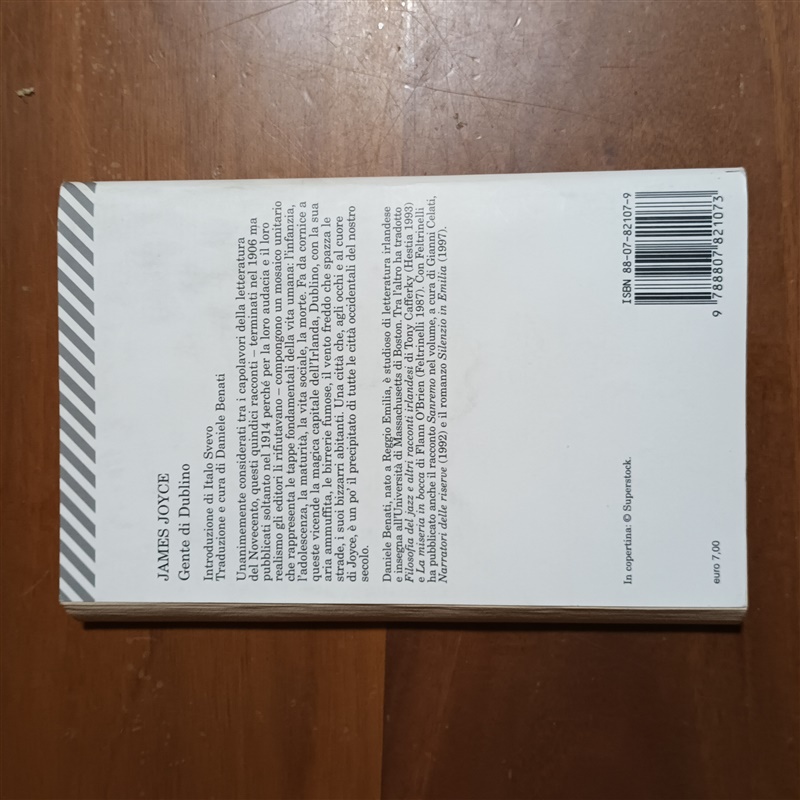 JAMES JOYCE
Gente di Dublino
Introduzione di Italo Svevo
Traduzione e cura di Daniele Benati
Unanimemente considerati tra i capolavori della letteratura
del Novecento, questi quindici racconti – terminati nel 1906 ma
pubblicati soltanto nel 1914 perché per la loro audacia e il loro
realismo gli editori li rifiutavano – compongono un mosaico unitario
che rappresenta le tappe fondamentali della vita umana: l'infanzia,
l'adolescenza, la maturità, la vita sociale, la morte. Fa da cornice a
queste vicende la magica capitale dell'Irlanda, Dublino, con la sua
aria ammuffita, le birrerie fumose, il vento freddo che spazza le
strade, i suoi bizzarri abitanti. Una città che, agli occhi e al cuore
di Joyce, è un po' il precipitato di tutte le città occidentali del nostro
secolo.
Daniele Benati, nato a Reggio Emilia, è studioso di letteratura irlandese
e insegna all'Università di Massachusetts di Boston. Tra l'altro ha tradotto
Filosofia del jazz e altri racconti irlandesi di Tony Cafferky (Hestia 1993)
e La miseria in bocca di Flann O'Brien (Feltrinelli 1987). Con Feltrinelli
ha pubblicato anche il racconto Sanremo nel volume, a cura di Gianni Celati,
Narratori delle riserve (1992) e il romanzo Silenzio in Emilia (1997).
In copertina: © Superstock.
euro 7,00
ISBN 88-07-82107-9
9 788807 821073